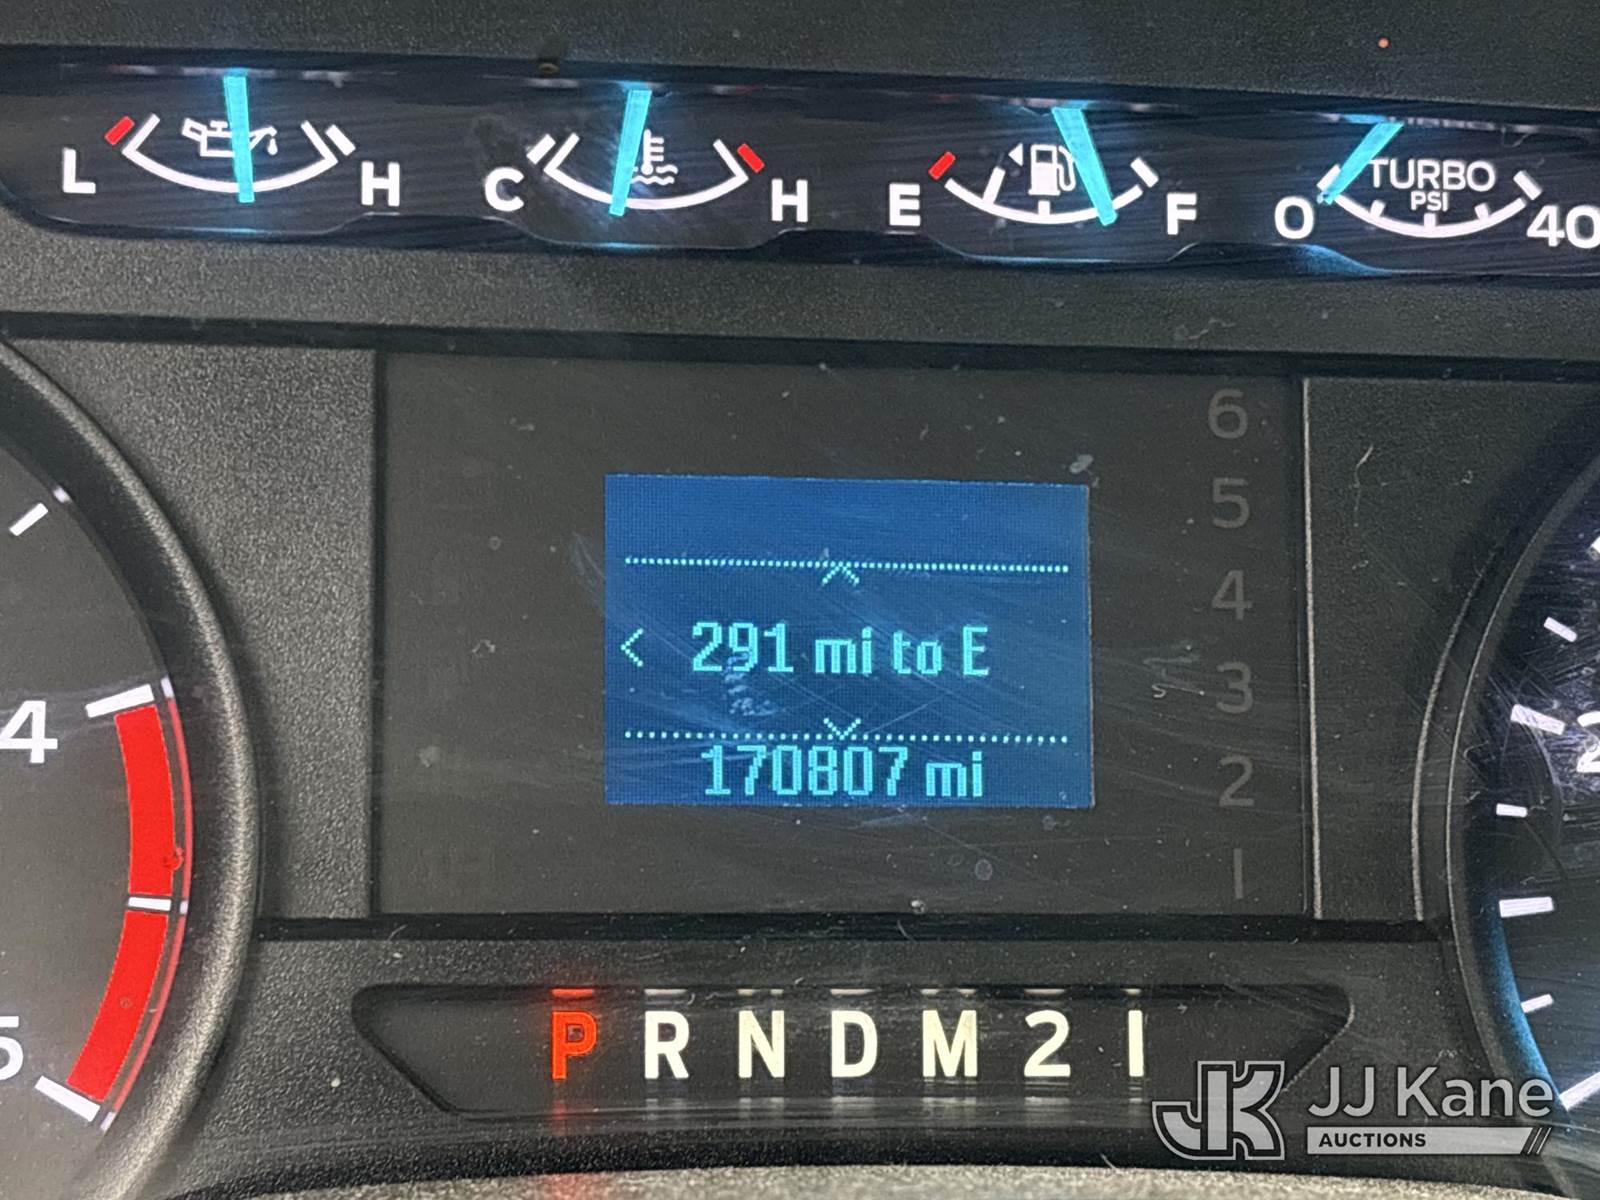 L H C H E F O TURBO PSI 40
6
5
4
3
2
1
< 291 mi to E
170807 mi
4
5
P R N D M 2 1
JK JJ Kane
AUCTIONS